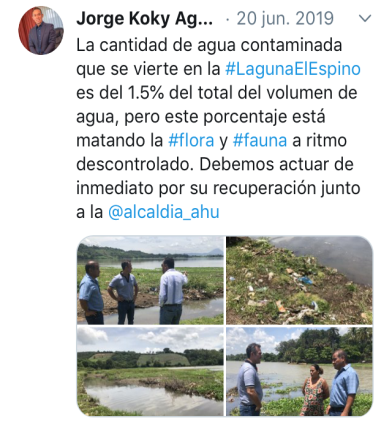 Jorge Koky Ag... · 20 jun. 2019
La cantidad de agua contaminada
que se vierte en la #LagunaElEspino
es del 1.5% del total del volumen de
agua, pero este porcentaje está
matando la #flora y #fauna a ritmo
descontrolado. Debemos actuar de
inmediato por su recuperación junto
a la @alcaldia_ahu